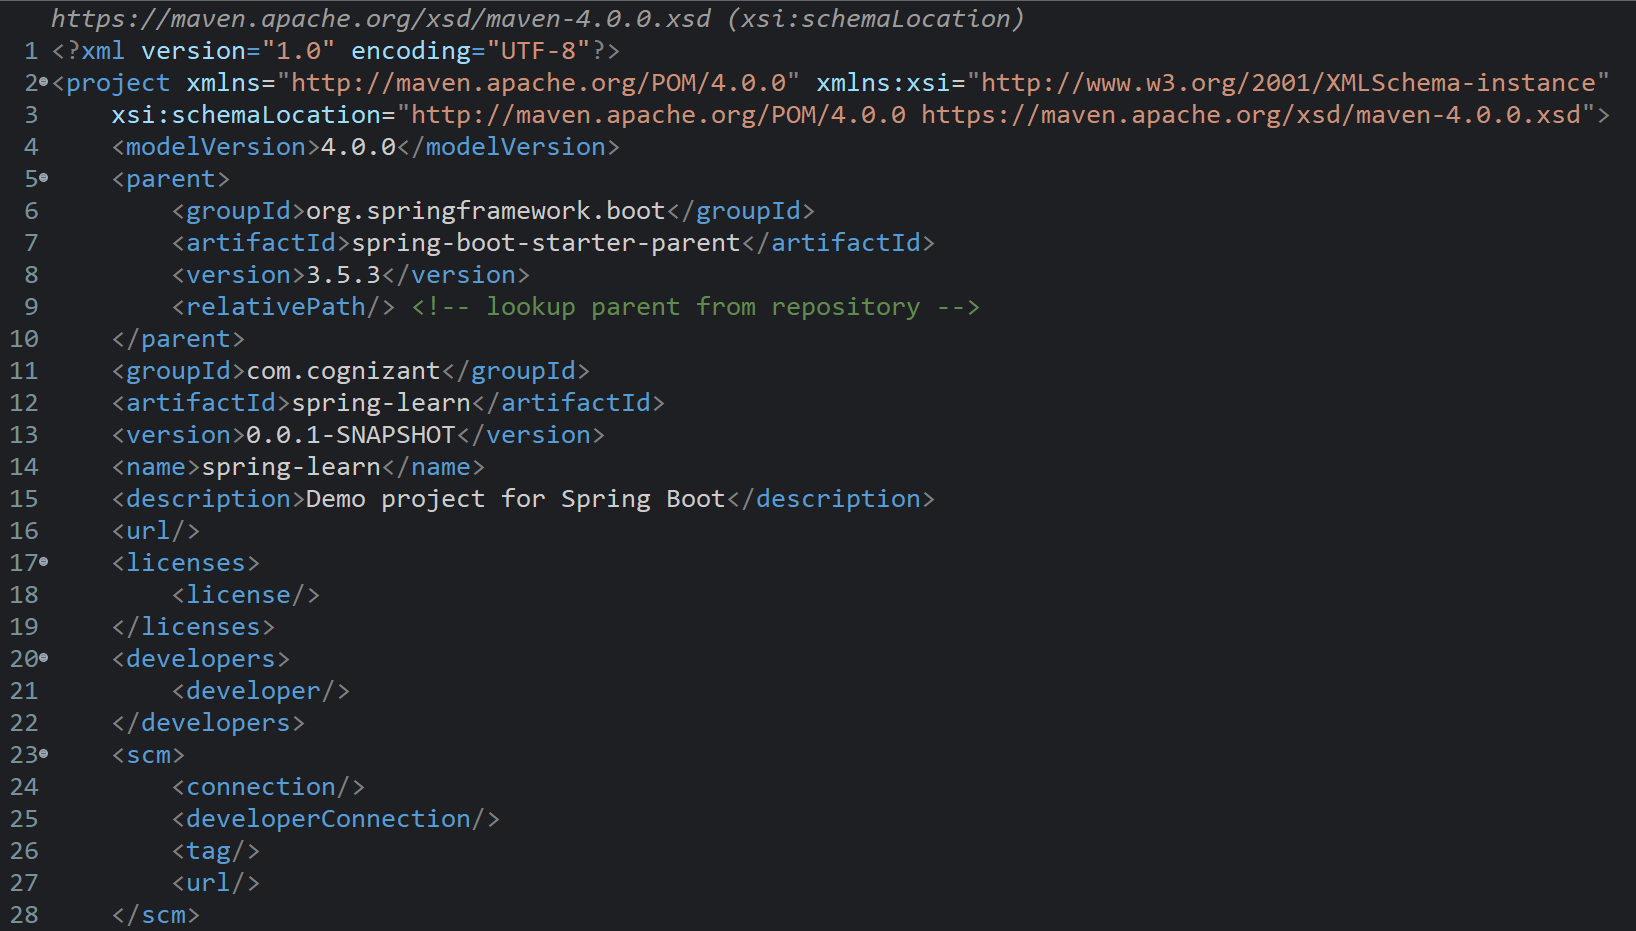 https://maven.apache.org/xsd/maven-4.0.0.xsd (xsi:schemaLocation)
1 <?xml version="1.0" encoding="UTF-8"?>
2 <project xmlns="http://maven.apache.org/POM/4.0.0" xmlns:xsi="http://www.w3.org/2001/XMLSchema-instance"
3     xsi:schemaLocation="http://maven.apache.org/POM/4.0.0 https://maven.apache.org/xsd/maven-4.0.0.xsd">
4     <modelVersion>4.0.0</modelVersion>
5     <parent>
6         <groupId>org.springframework.boot</groupId>
7         <artifactId>spring-boot-starter-parent</artifactId>
8         <version>3.5.3</version>
9         <relativePath/> <!-- lookup parent from repository -->
10     </parent>
11     <groupId>com.cognizant</groupId>
12     <artifactId>spring-learn</artifactId>
13     <version>0.0.1-SNAPSHOT</version>
14     <name>spring-learn</name>
15     <description>Demo project for Spring Boot</description>
16     <url/>
17     <licenses>
18         <license/>
19     </licenses>
20     <developers>
21         <developer/>
22     </developers>
23     <scm>
24         <connection/>
25         <developerConnection/>
26         <tag/>
27         <url/>
28     </scm>